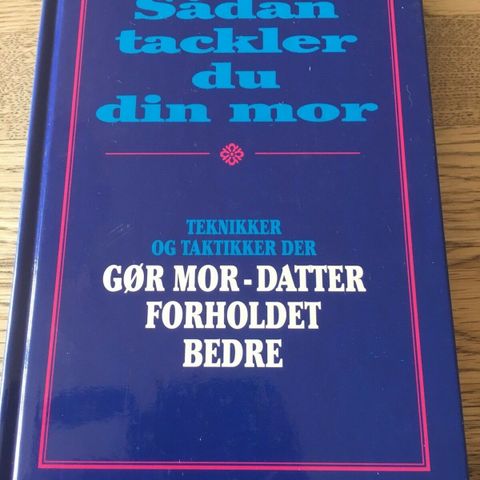 Sådan
tackler
du
din mor
TEKNIKKER
OG TAKTIKKER DER
GØR MOR-DATTER
FORHOLDET
BEDRE